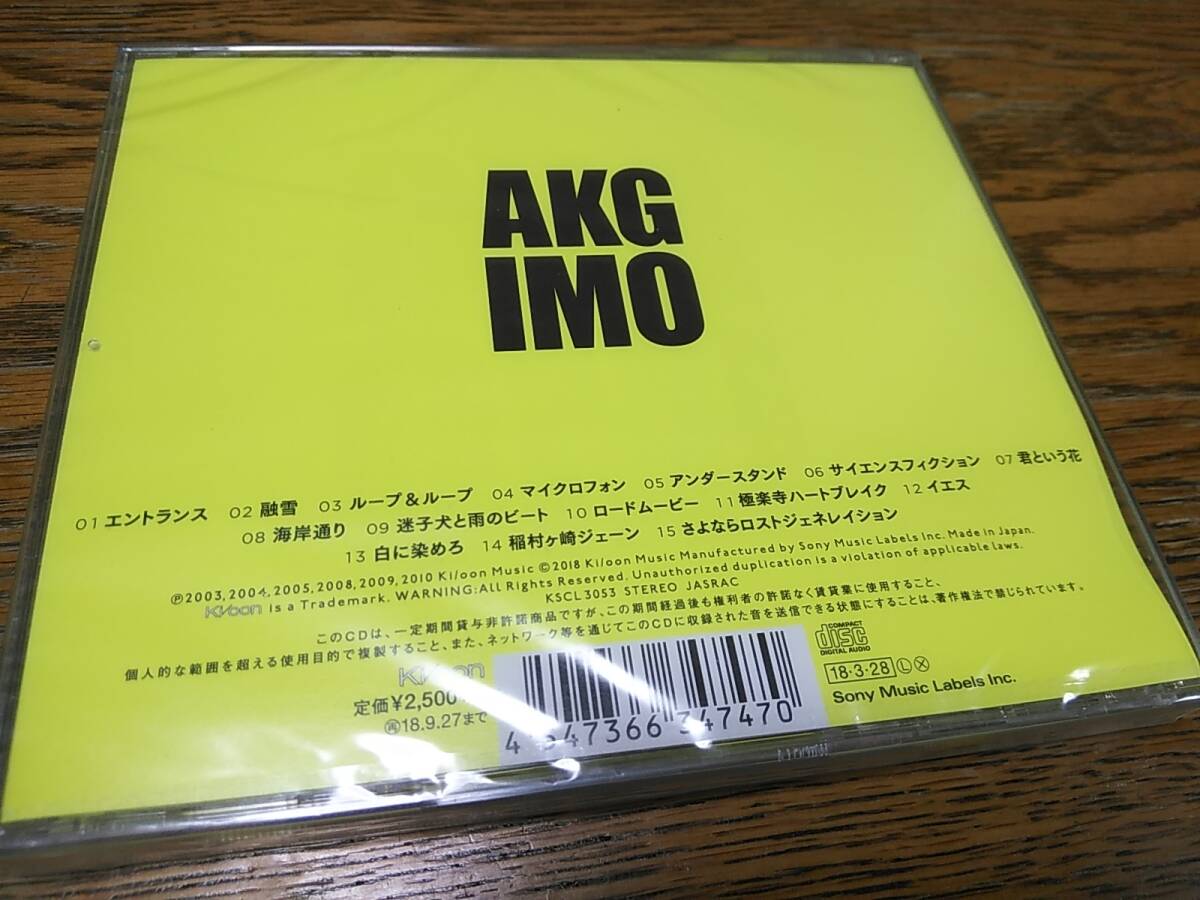 AKG
IMO
01 エントランス 02 融雪 03 ループ&ループ 04 マイクロフォン 05 アンダースタンド 06 サイエンスフィクション 07 君という花
08 海岸通り 09 迷子犬と雨のビート 10 ロードムービー 11 極楽寺ハートブレイク 12 イエス
13 白に染めろ 14 稲村ヶ崎ジェーン 15 さよならロストジェネレイション
Ⓟ2003, 2004, 2005, 2008, 2009, 2010 Ki/oon Music ©2018 Ki/oon Music Manufactured by Sony Music Labels Inc. Made in Japan.
Ki/oon is a Trademark. WARNING: All Rights Reserved. Unauthorized duplication is a violation of applicable laws.
KSCL3053 STEREO JASRAC
このCDは、一定期間貸与非許諾商品ですが、この期間経過後も権利者の許諾なく賃貸業に使用すること、
個人的な範囲を超える使用目的で複製すること、また、ネットワーク等を通じてこのCDに収録された音を送信できる状態にすることは、著作権法で禁じられています。
Ki/oon
定価¥2,500
再18.9.27まで
4 547366 347470
COMPACT
disc
DIGITAL AUDIO
18・3・28 Ⓛ Ⓧ
Sony Music Labels Inc.